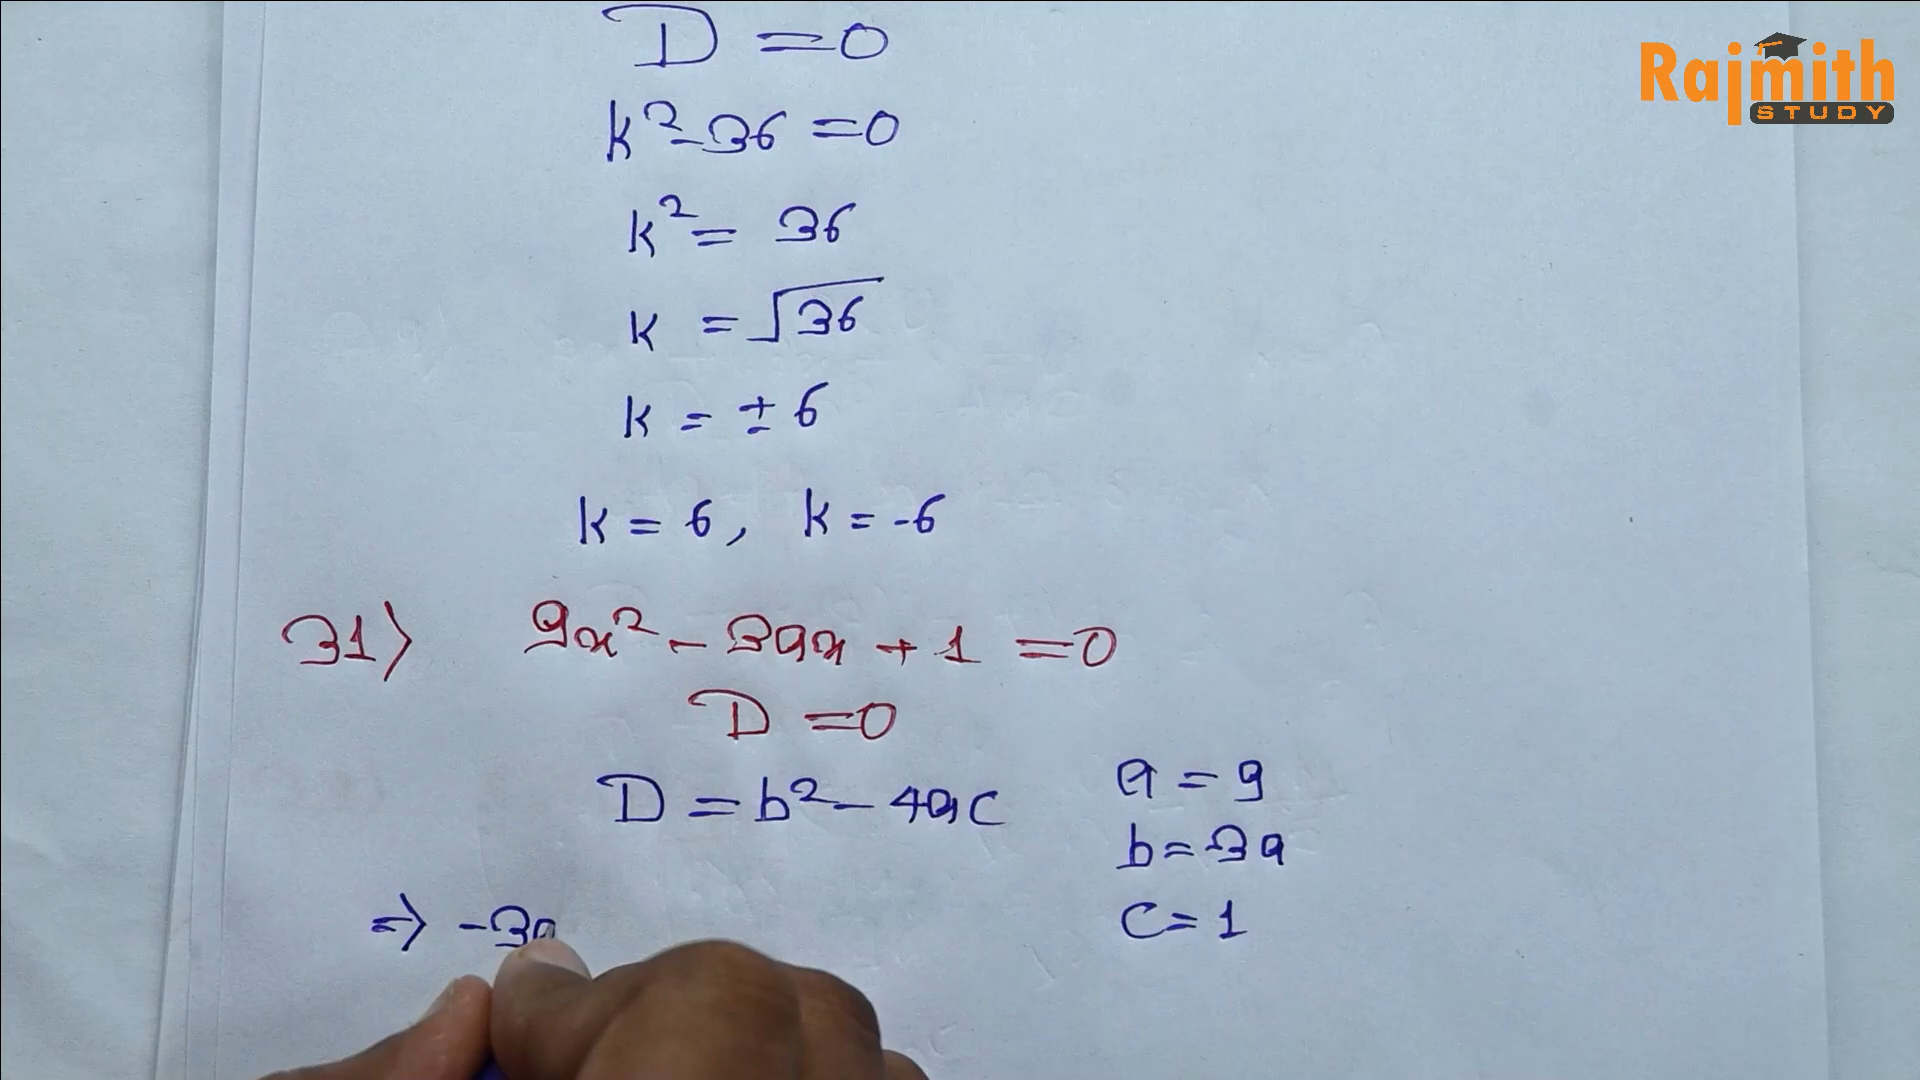 Rajmith
STUDY
D = 0
k² - 36 = 0
k² = 36
k = √36
k = ± 6
k = 6, k = -6
31) 9x² - 3ax + 1 = 0
D = 0
D = b² - 4ac
a = 9
b = -3a
c = 1
⇒ -3a